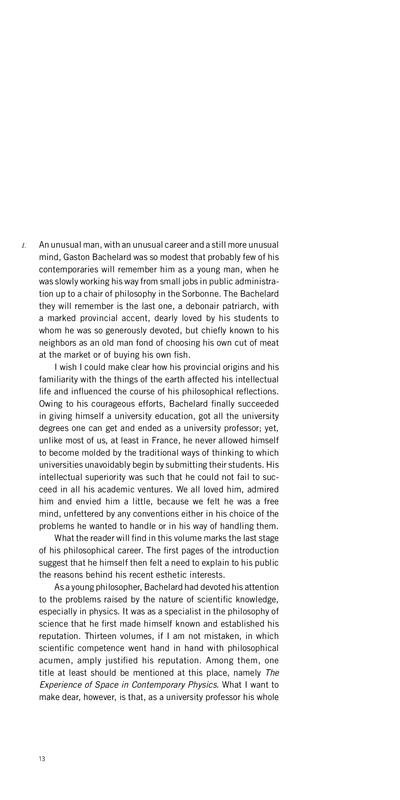 I. An unusual man, with an unusual career and a still more unusual
mind, Gaston Bachelard was so modest that probably few of his
contemporaries will remember him as a young man, when he
was slowly working his way from small jobs in public administra-
tion up to a chair of philosophy in the Sorbonne. The Bachelard
they will remember is the last one, a debonair patriarch, with
a marked provincial accent, dearly loved by his students to
whom he was so generously devoted, but chiefly known to his
neighbors as an old man fond of choosing his own cut of meat
at the market or of buying his own fish.
I wish I could make clear how his provincial origins and his
familiarity with the things of the earth affected his intellectual
life and influenced the course of his philosophical reflections.
Owing to his courageous efforts, Bachelard finally succeeded
in giving himself a university education, got all the university
degrees one can get and ended as a university professor; yet,
unlike most of us, at least in France, he never allowed himself
to become molded by the traditional ways of thinking to which
universities unavoidably begin by submitting their students. His
intellectual superiority was such that he could not fail to suc-
ceed in all his academic ventures. We all loved him, admired
him and envied him a little, because we felt he was a free
mind, unfettered by any conventions either in his choice of the
problems he wanted to handle or in his way of handling them.
What the reader will find in this volume marks the last stage
of his philosophical career. The first pages of the introduction
suggest that he himself then felt a need to explain to his public
the reasons behind his recent esthetic interests.
As a young philosopher, Bachelard had devoted his attention
to the problems raised by the nature of scientific knowledge,
especially in physics. It was as a specialist in the philosophy of
science that he first made himself known and established his
reputation. Thirteen volumes, if I am not mistaken, in which
scientific competence went hand in hand with philosophical
acumen, amply justified his reputation. Among them, one
title at least should be mentioned at this place, namely The
Experience of Space in Contemporary Physics. What I want to
make dear, however, is that, as a university professor his whole
13